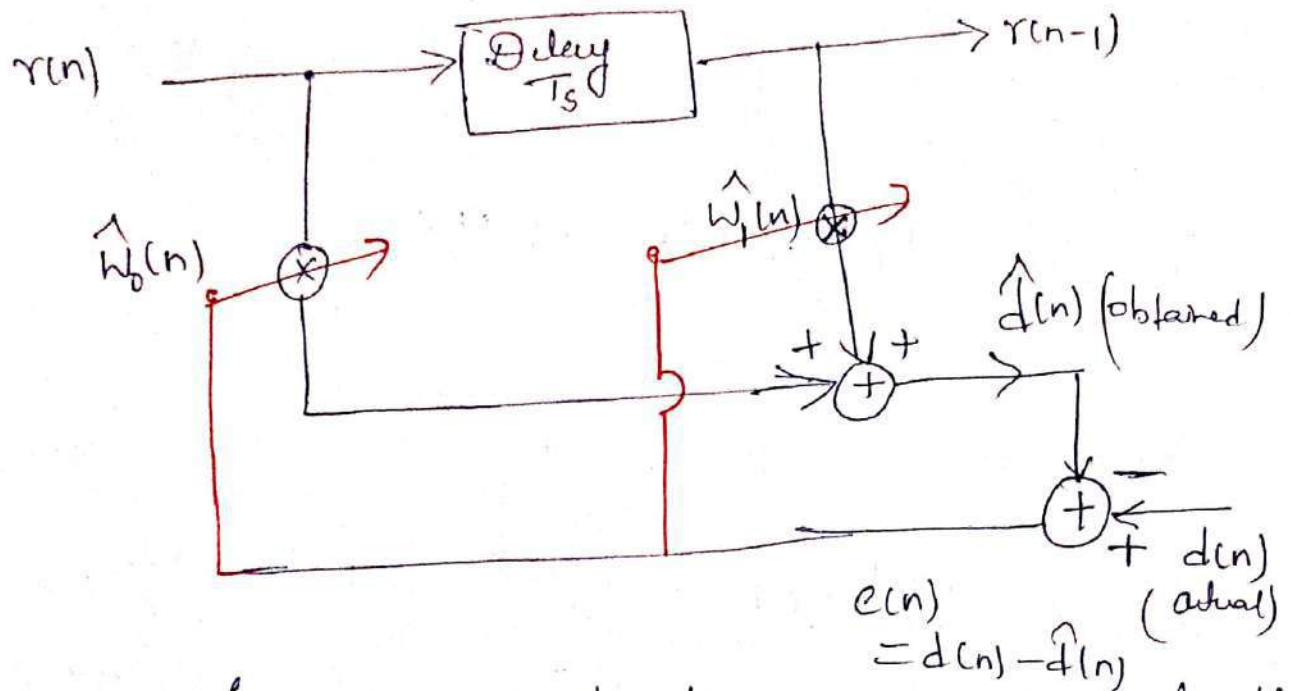 r(n)
Delay
Ts
r(n-1)
ŵ₀(n)
ŵ₁(n)
+ +
+
d̂(n) (obtained)
−
+
+ d(n)
(actual)
e(n)
= d(n) - d̂(n)